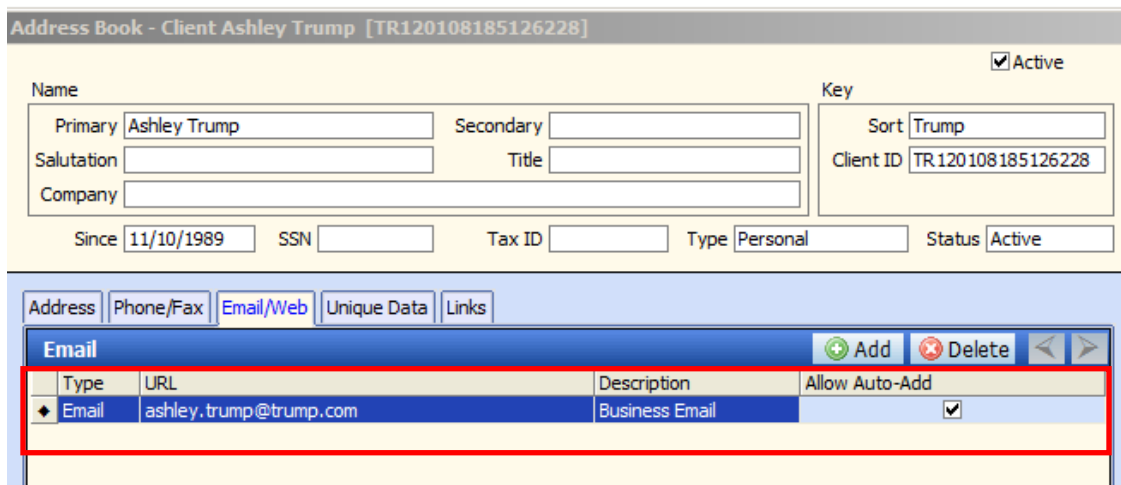 Address Book - Client Ashley Trump [TR120108185126228]
Active
Name
Key
Primary Ashley Trump Secondary Sort Trump
Salutation Title Client ID TR120108185126228
Company
Since 11/10/1989 SSN Tax ID Type Personal Status Active
Address Phone/Fax Email/Web Unique Data Links
Email Add Delete
Type URL Description Allow Auto-Add
Email ashley.trump@trump.com Business Email